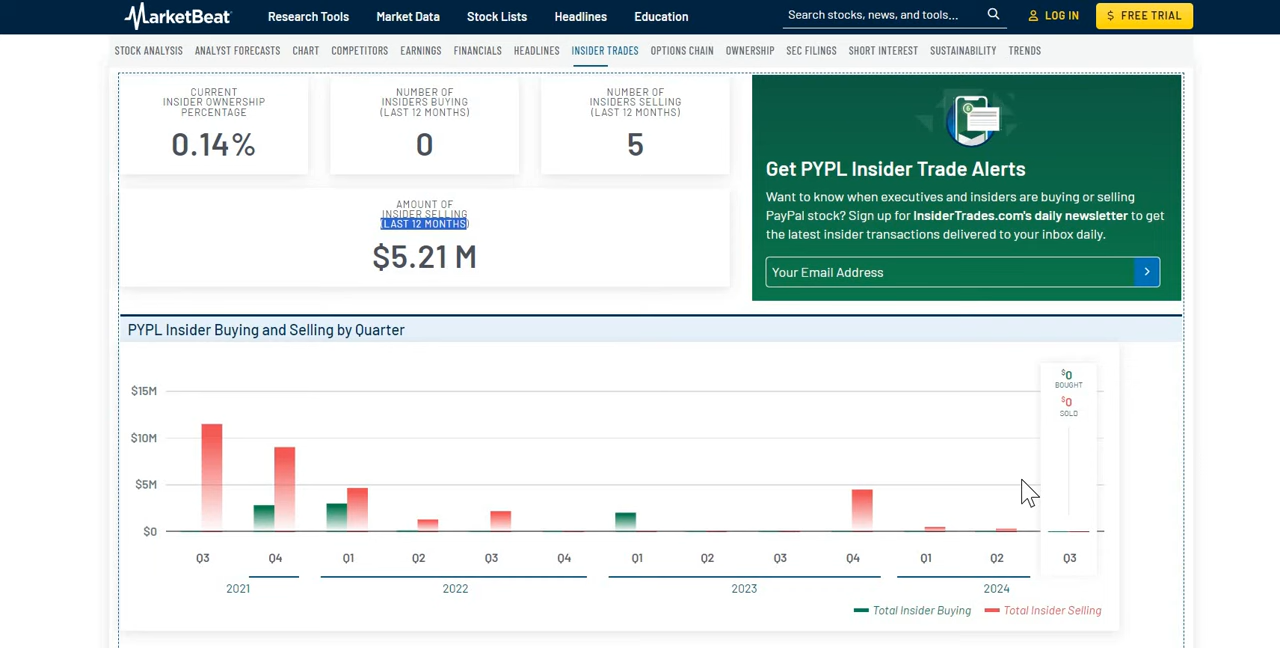 MarketBeat
Research Tools
Market Data
Stock Lists
Headlines
Education
Search stocks, news, and tools...
LOG IN
$ FREE TRIAL
STOCK ANALYSIS
ANALYST FORECASTS
CHART
COMPETITORS
EARNINGS
FINANCIALS
HEADLINES
INSIDER TRADES
OPTIONS CHAIN
OWNERSHIP
SEC FILINGS
SHORT INTEREST
SUSTAINABILITY
TRENDS
CURRENT
INSIDER OWNERSHIP
PERCENTAGE
0.14%
NUMBER OF
INSIDERS BUYING
(LAST 12 MONTHS)
0
NUMBER OF
INSIDERS SELLING
(LAST 12 MONTHS)
5
AMOUNT OF
INSIDER SELLING
(LAST 12 MONTHS)
$5.21 M
Get PYPL Insider Trade Alerts
Want to know when executives and insiders are buying or selling
PayPal stock? Sign up for InsiderTrades.com's daily newsletter to get
the latest insider transactions delivered to your inbox daily.
Your Email Address
PYPL Insider Buying and Selling by Quarter
$15M
$10M
$5M
$0
$0
BOUGHT
$0
SOLD
Q3
Q4
Q1
Q2
Q3
Q4
Q1
Q2
Q3
Q4
Q1
Q2
Q3
2021
2022
2023
2024
Total Insider Buying
Total Insider Selling